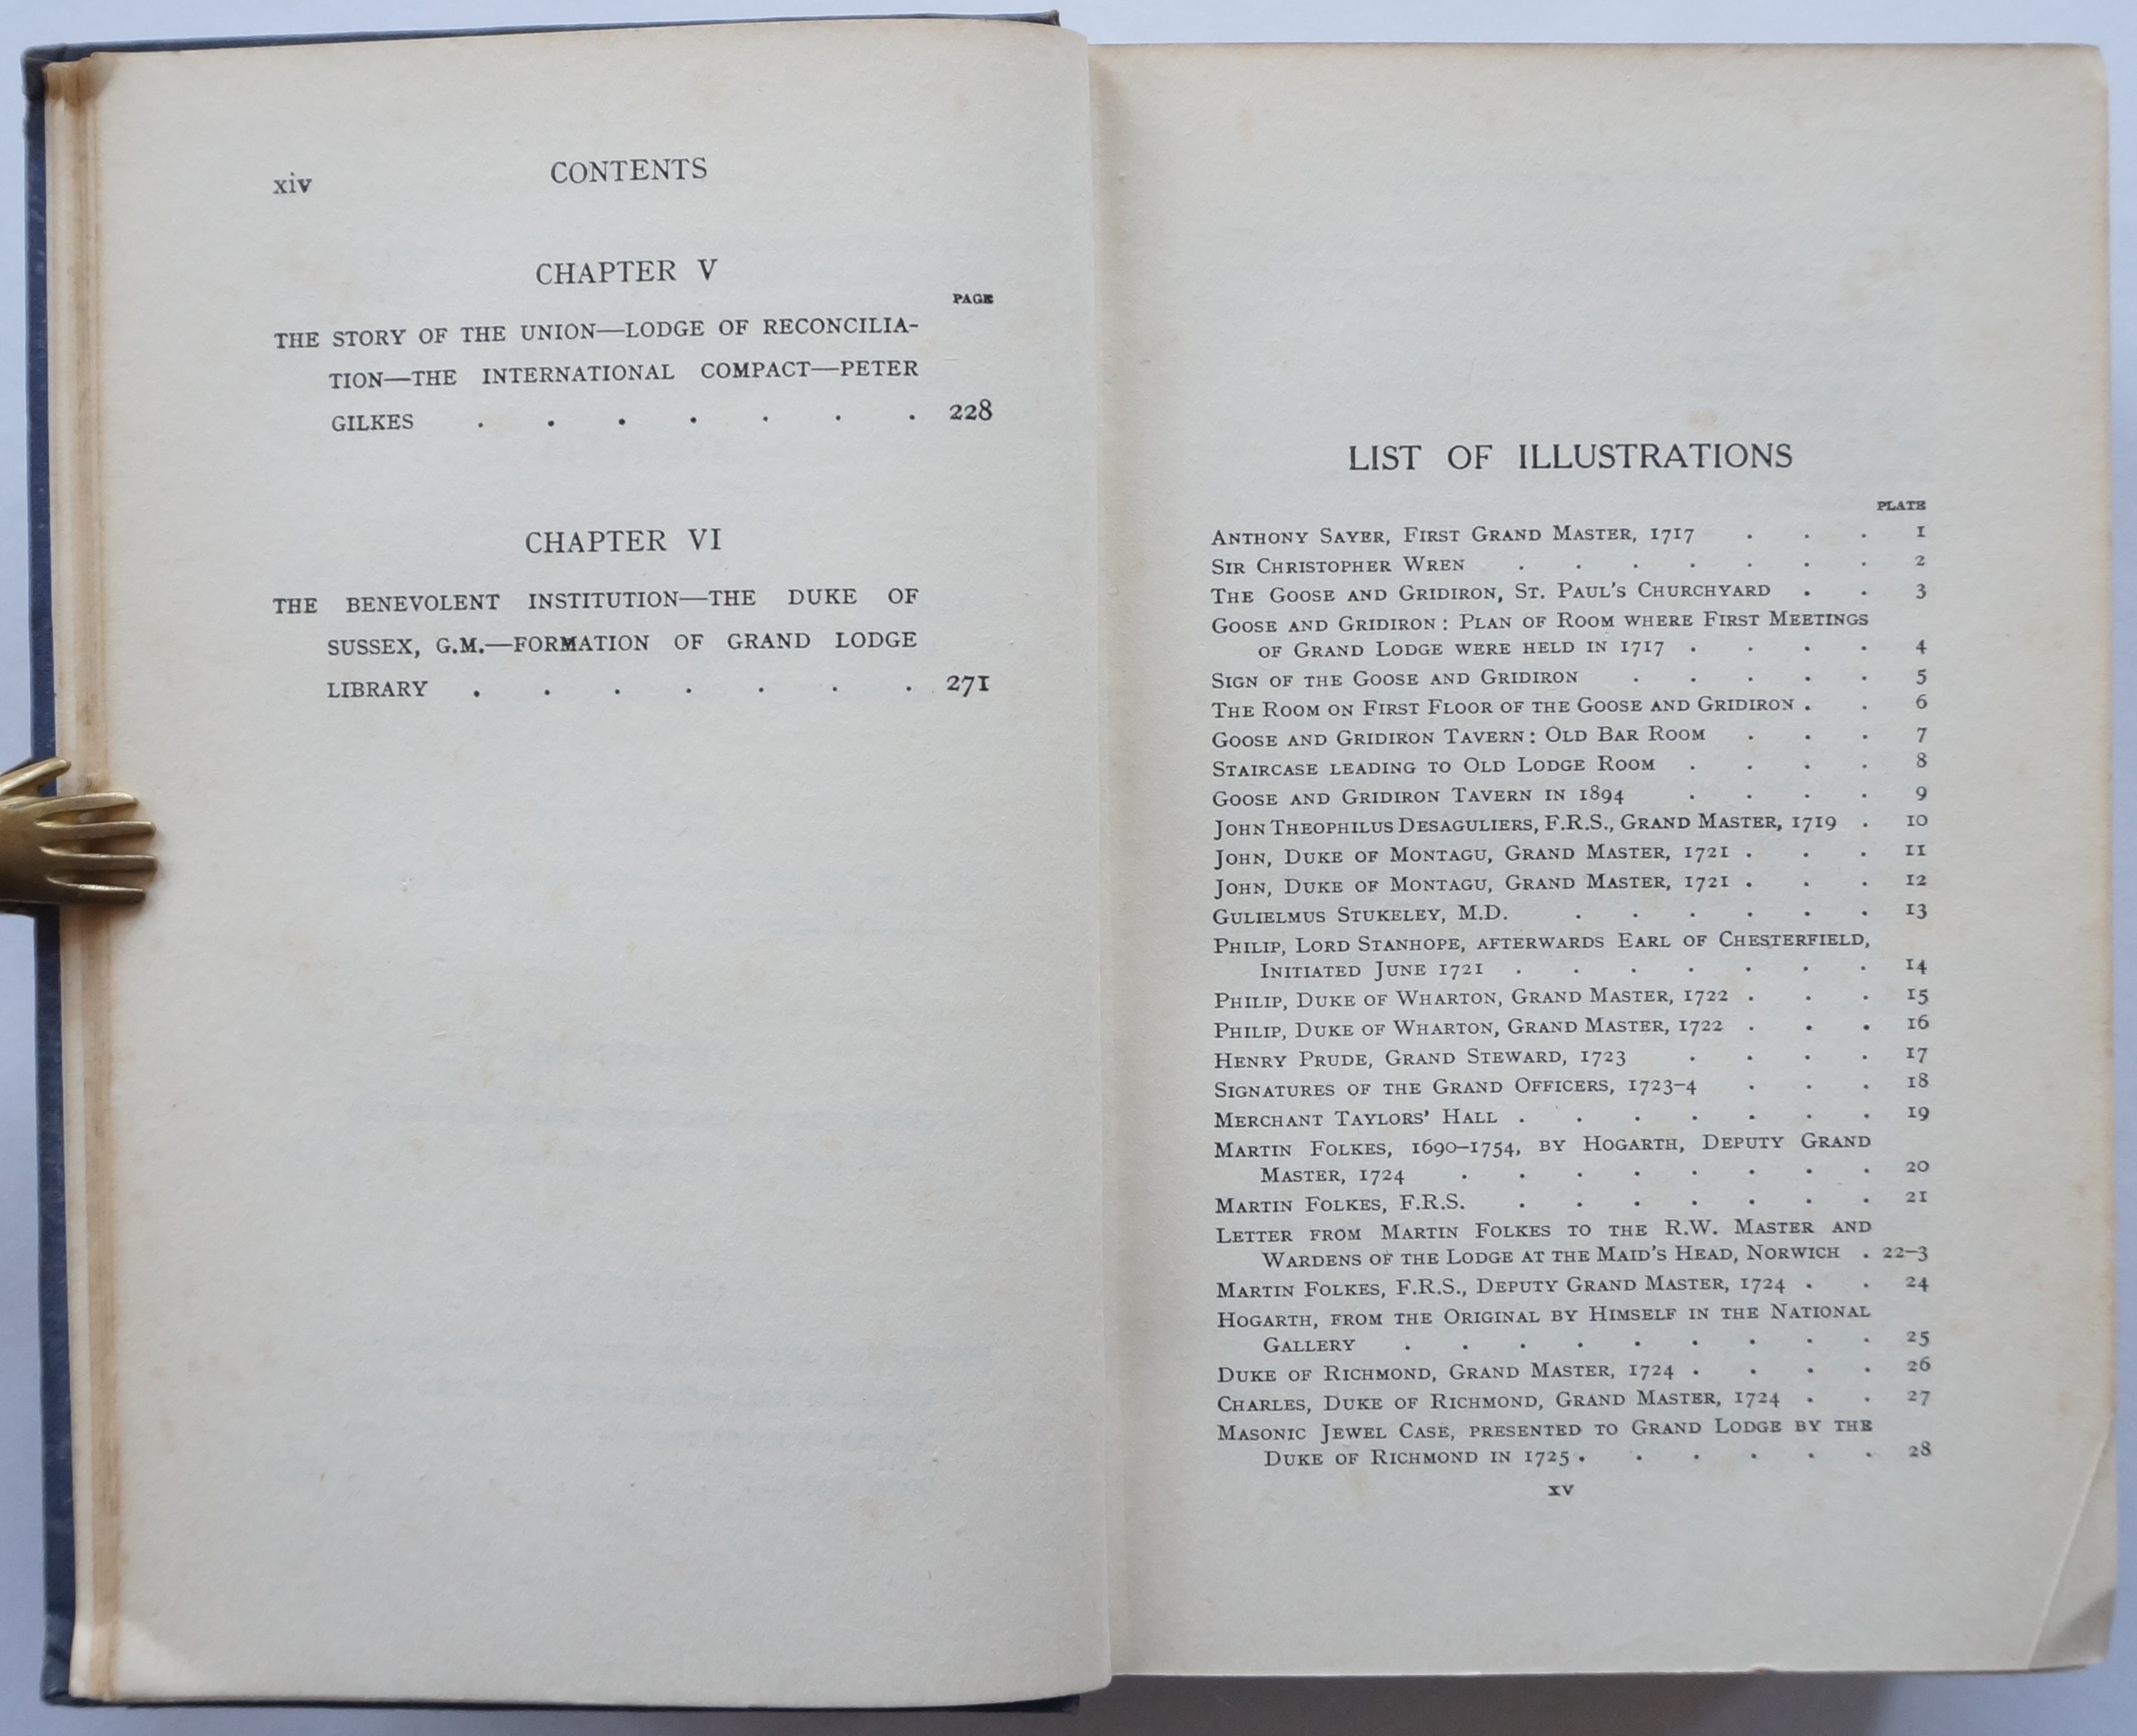 xiv CONTENTS
CHAPTER V
PAGE
THE STORY OF THE UNION—LODGE OF RECONCILIA-
TION—THE INTERNATIONAL COMPACT—PETER
GILKES . . . . . . . 228
CHAPTER VI
THE BENEVOLENT INSTITUTION—THE DUKE OF
SUSSEX, G.M.—FORMATION OF GRAND LODGE
LIBRARY . . . . . . . 271
LIST OF ILLUSTRATIONS
PLATE
ANTHONY SAYER, FIRST GRAND MASTER, 1717 . . . 1
SIR CHRISTOPHER WREN . . . . . . . 2
THE GOOSE AND GRIDIRON, ST. PAUL'S CHURCHYARD . . 3
GOOSE AND GRIDIRON: PLAN OF ROOM WHERE FIRST MEETINGS
OF GRAND LODGE WERE HELD IN 1717 . . . . 4
SIGN OF THE GOOSE AND GRIDIRON . . . . . 5
THE ROOM ON FIRST FLOOR OF THE GOOSE AND GRIDIRON . . 6
GOOSE AND GRIDIRON TAVERN: OLD BAR ROOM . . . 7
STAIRCASE LEADING TO OLD LODGE ROOM . . . . 8
GOOSE AND GRIDIRON TAVERN IN 1894 . . . . 9
JOHN THEOPHILUS DESAGULIERS, F.R.S., GRAND MASTER, 1719 . 10
JOHN, DUKE OF MONTAGU, GRAND MASTER, 1721 . . . 11
JOHN, DUKE OF MONTAGU, GRAND MASTER, 1721 . . . 12
GULIELMUS STUKELEY, M.D. . . . . . . 13
PHILIP, LORD STANHOPE, AFTERWARDS EARL OF CHESTERFIELD,
INITIATED JUNE 1721 . . . . . . . 14
PHILIP, DUKE OF WHARTON, GRAND MASTER, 1722 . . . 15
PHILIP, DUKE OF WHARTON, GRAND MASTER, 1722 . . . 16
HENRY PRUDE, GRAND STEWARD, 1723 . . . . 17
SIGNATURES OF THE GRAND OFFICERS, 1723–4 . . . 18
MERCHANT TAYLORS' HALL . . . . . . . 19
MARTIN FOLKES, 1690–1754, BY HOGARTH, DEPUTY GRAND
MASTER, 1724 . . . . . . . . 20
MARTIN FOLKES, F.R.S. . . . . . . . 21
LETTER FROM MARTIN FOLKES TO THE R.W. MASTER AND
WARDENS OF THE LODGE AT THE MAID'S HEAD, NORWICH . 22–3
MARTIN FOLKES, F.R.S., DEPUTY GRAND MASTER, 1724 . . 24
HOGARTH, FROM THE ORIGINAL BY HIMSELF IN THE NATIONAL
GALLERY . . . . . . . . . 25
DUKE OF RICHMOND, GRAND MASTER, 1724 . . . . 26
CHARLES, DUKE OF RICHMOND, GRAND MASTER, 1724 . . 27
MASONIC JEWEL CASE, PRESENTED TO GRAND LODGE BY THE
DUKE OF RICHMOND IN 1725 . . . . . . 28
xv